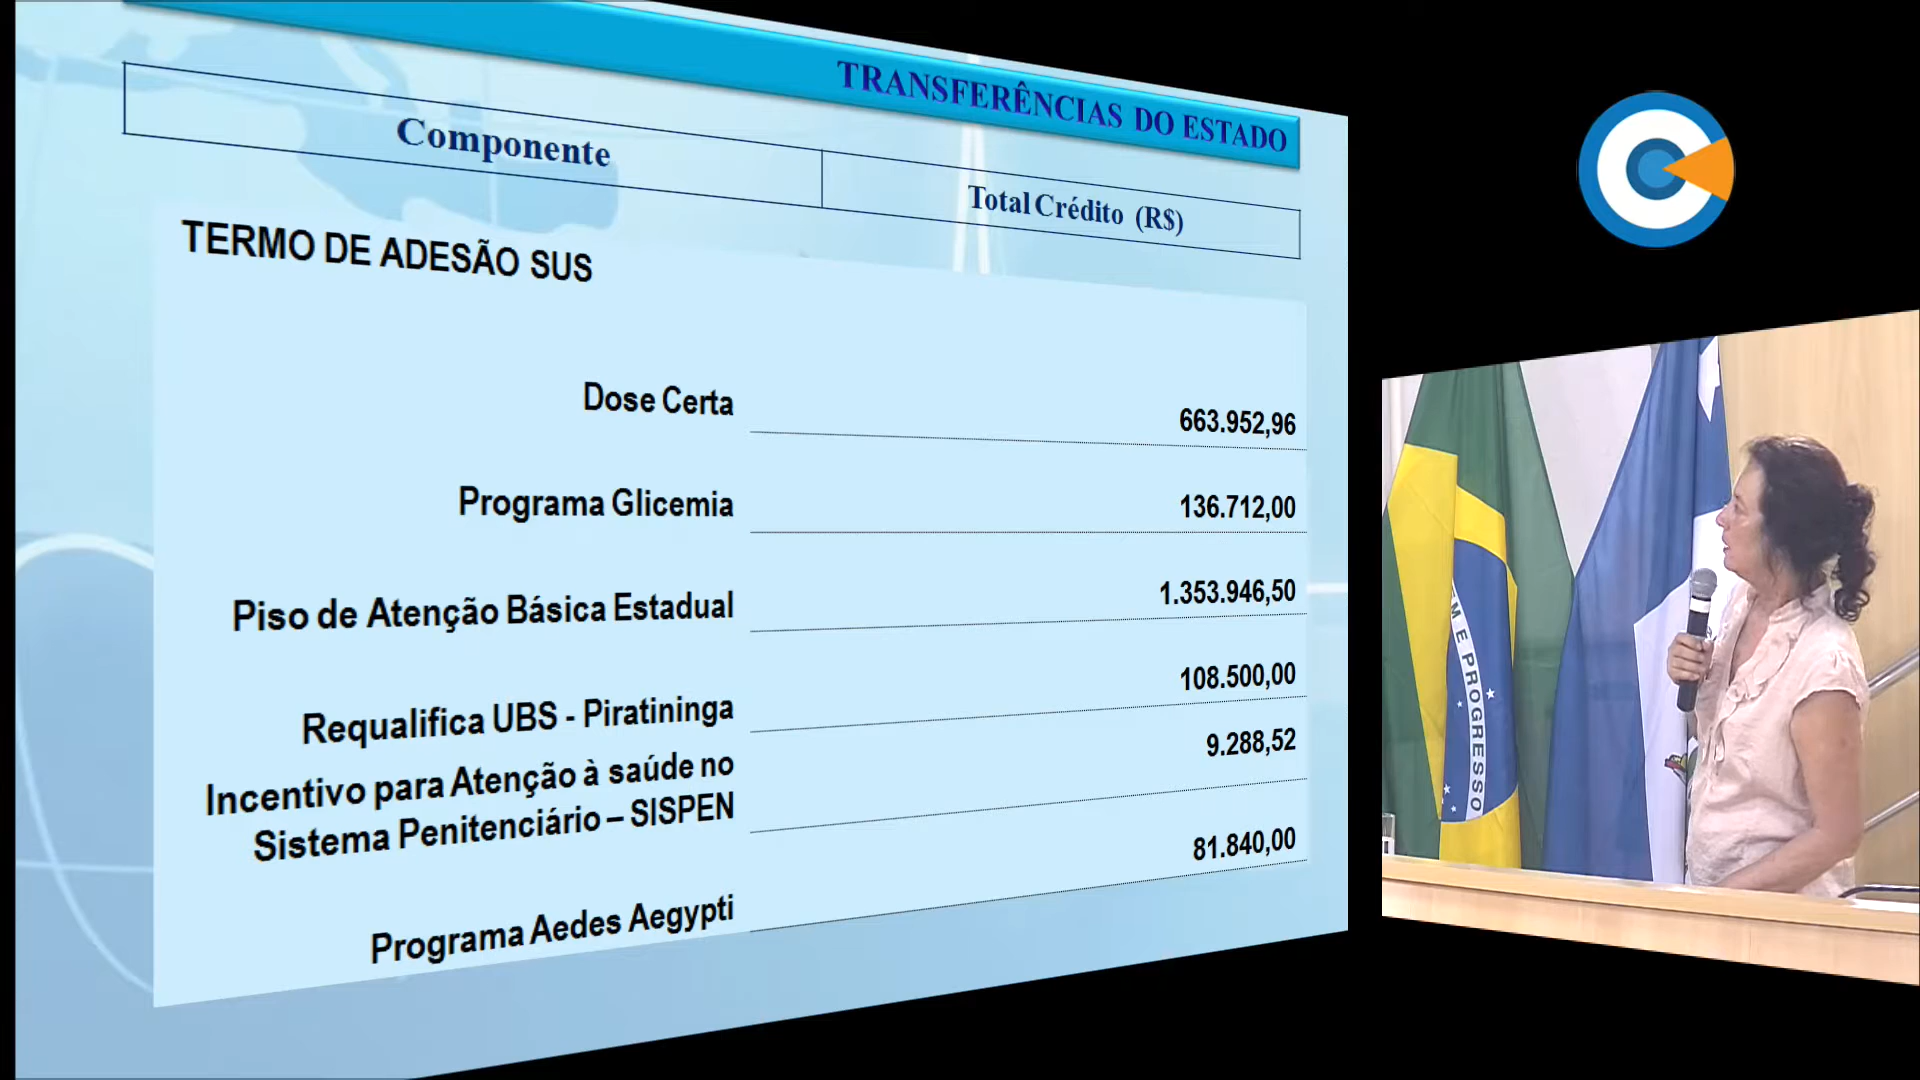 TRANSFERÊNCIAS DO ESTADO
Componente
Total Crédito (R$)
TERMO DE ADESÃO SUS
Dose Certa
663.952,96
Programa Glicemia
136.712,00
Piso de Atenção Básica Estadual
1.353.946,50
Requalifica UBS - Piratininga
108.500,00
Incentivo para Atenção à saúde no
Sistema Penitenciário – SISPEN
9.288,52
Programa Aedes Aegypti
81.840,00
M E PROGRESSO